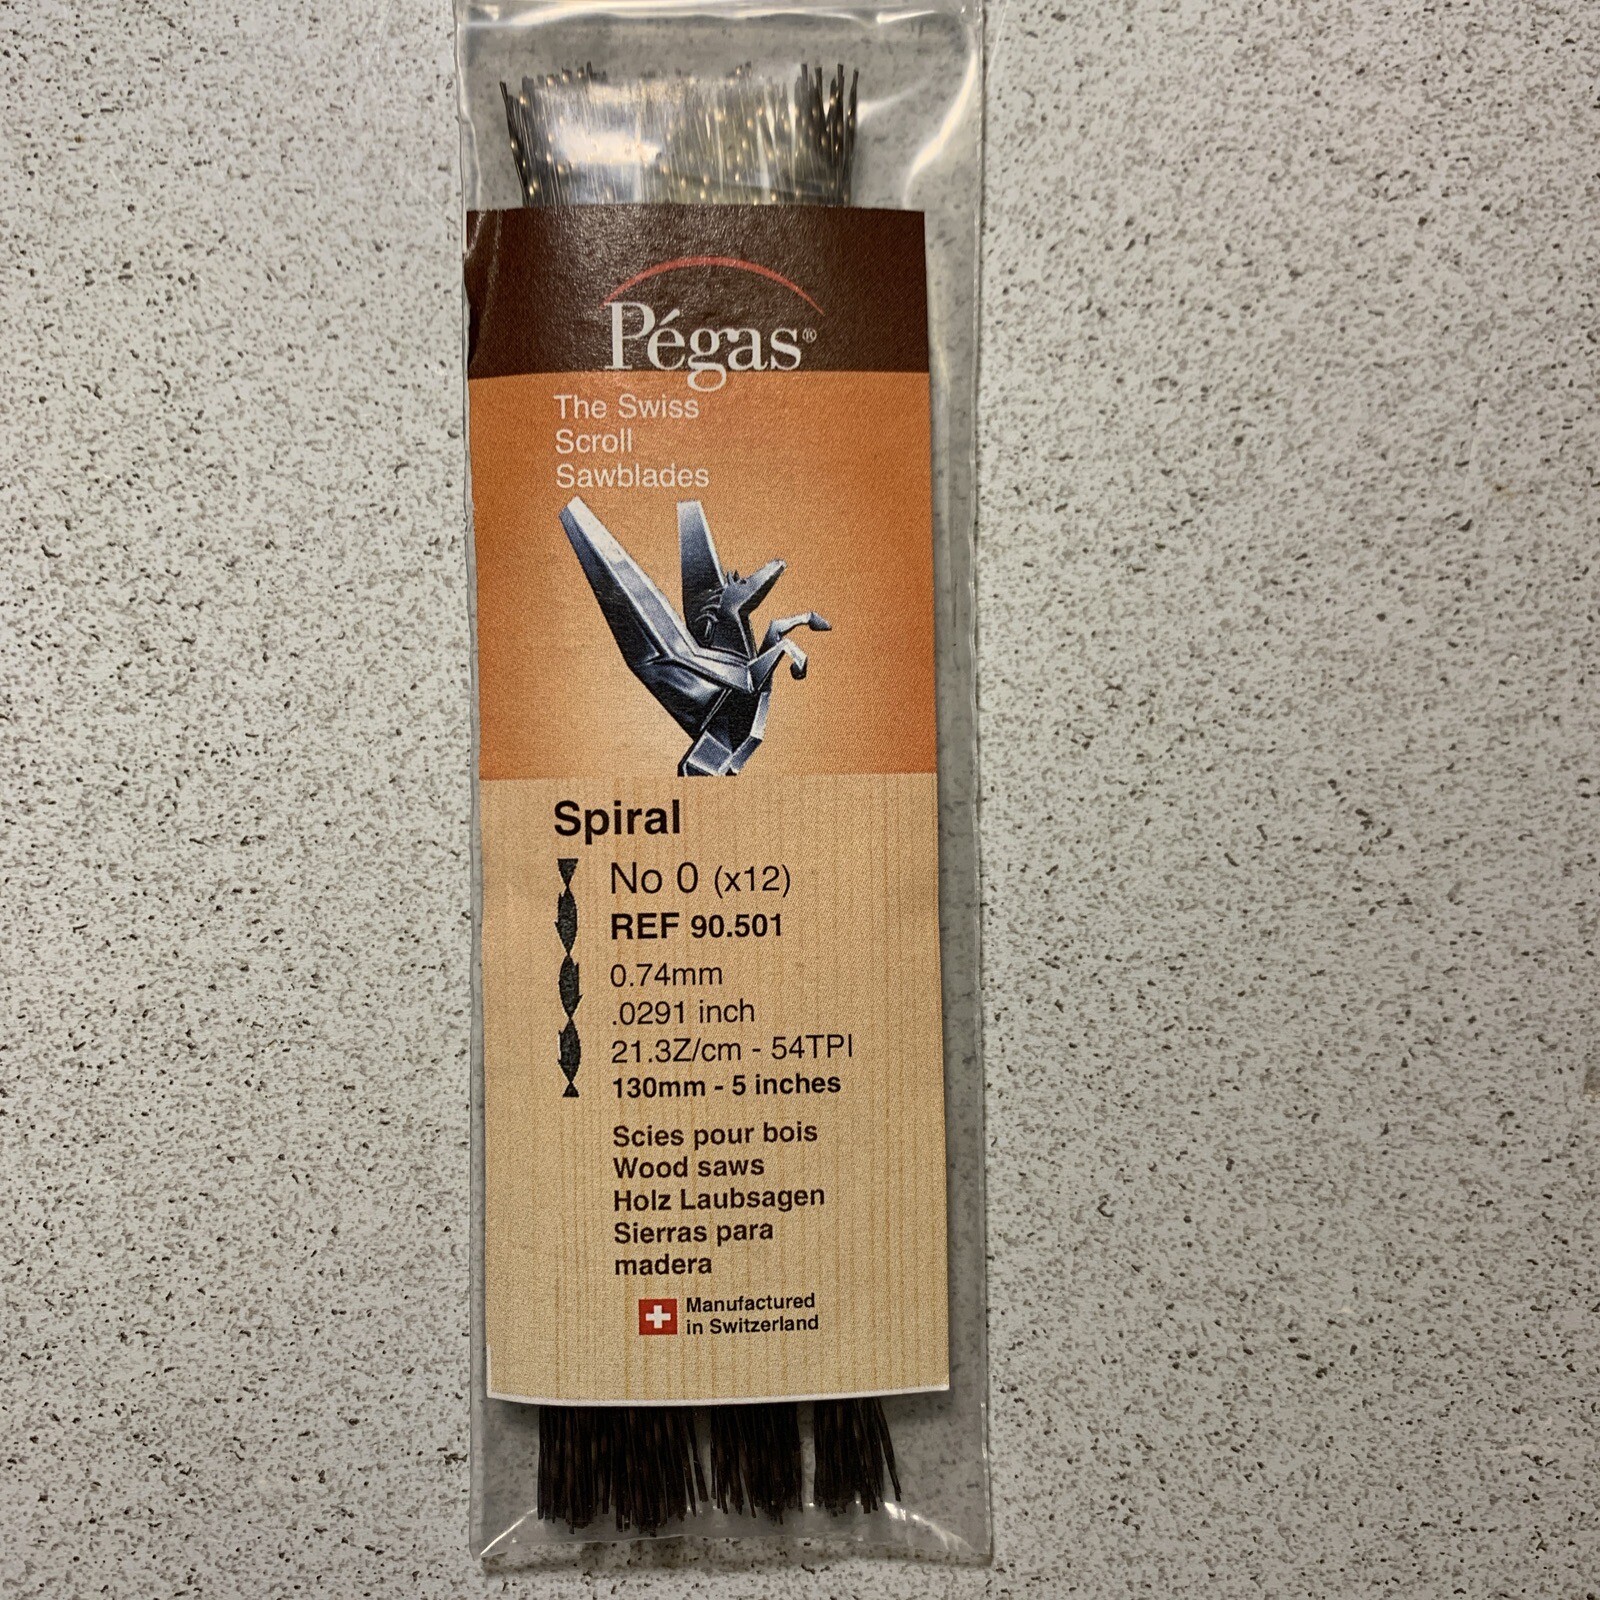 Pégas®
The Swiss
Scroll
Sawblades
Spiral
No 0 (x12)
REF 90.501
0.74mm
.0291 inch
21.3Z/cm - 54TPI
130mm - 5 inches
Scies pour bois
Wood saws
Holz Laubsagen
Sierras para
madera
Manufactured
in Switzerland